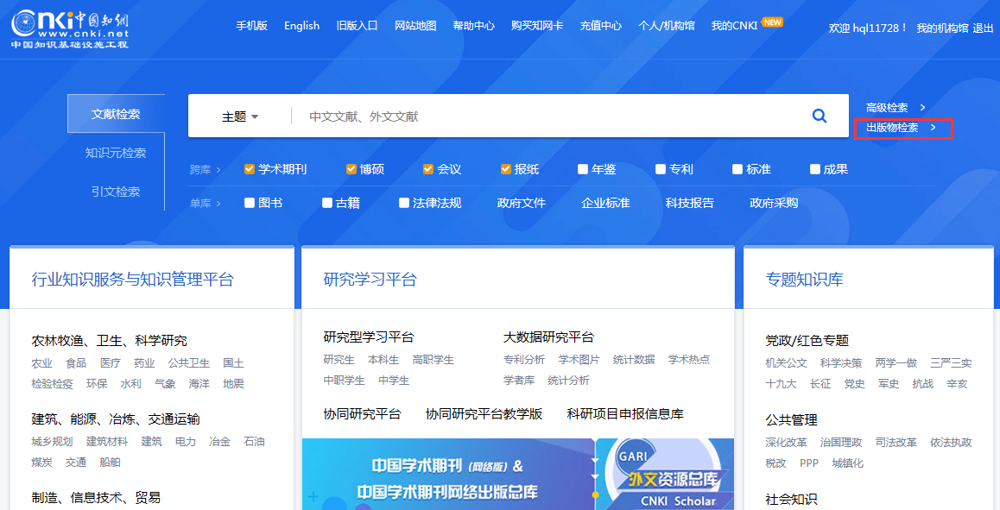 cnki中国知网
www.cnki.net
中国知识基础设施工程
手机版 English 旧版入口 网站地图 帮助中心 购买知网卡 充值中心 个人/机构馆 我的CNKI NEW
欢迎 hql11728 ! 我的机构馆 退出
文献检索
知识元检索
引文检索
主题 中文文献、外文文献
高级检索 >
出版物检索 >
跨库 > 学术期刊 博硕 会议 报纸 年鉴 专利 标准 成果
单库 > 图书 古籍 法律法规 政府文件 企业标准 科技报告 政府采购
行业知识服务与知识管理平台
农林牧渔、卫生、科学研究
农业 食品 医疗 药业 公共卫生 国土
检验检疫 环保 水利 气象 海洋 地震
建筑、能源、冶炼、交通运输
城乡规划 建筑材料 建筑 电力 冶金 石油
煤炭 交通 船舶
制造、信息技术、贸易
研究学习平台
研究型学习平台
研究生 本科生 高职学生
中职学生 中学生
大数据研究平台
专利分析 学术图片 统计数据 学术热点
学者库 统计分析
协同研究平台 协同研究平台教学版 科研项目申报信息库
中国学术期刊 (网络版) &
中国学术期刊网络出版总库
GARI
外文资源总库
CNKI Scholar
专题知识库
党政/红色专题
机关公文 科学决策 两学一做 三严三实
十九大 长征 党史 军史 抗战 辛亥
公共管理
深化改革 治国理政 司法改革 依法执政
税改 PPP 城镇化
社会知识